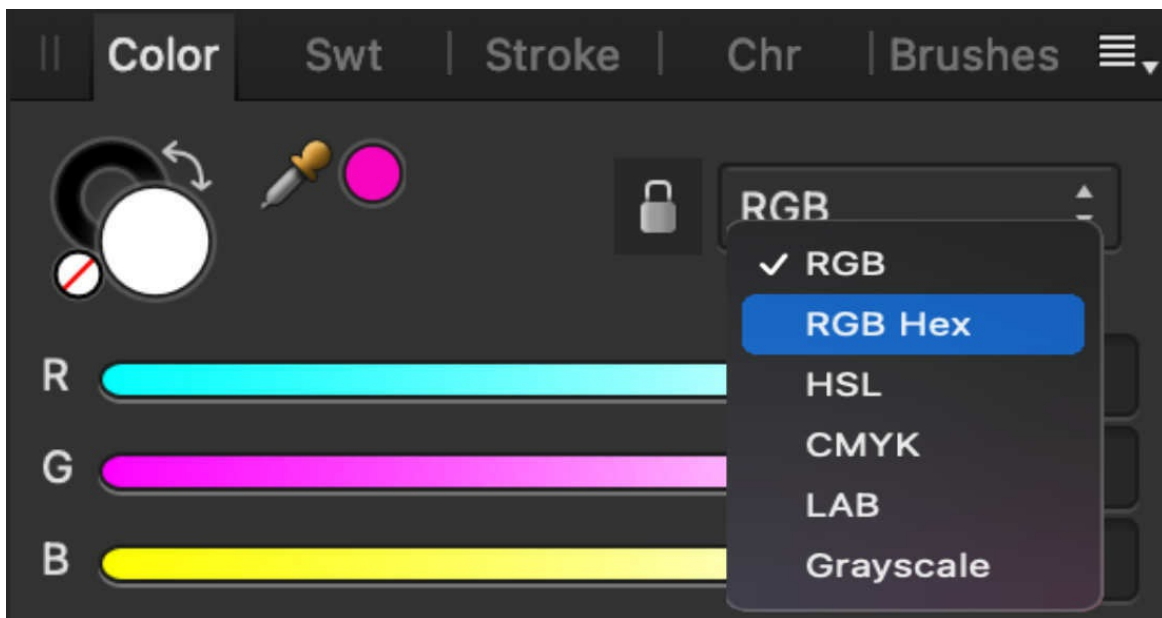 Color Swt Stroke Chr Brushes
RGB
RGB
RGB Hex
R
HSL
CMYK
G
LAB
B
Grayscale